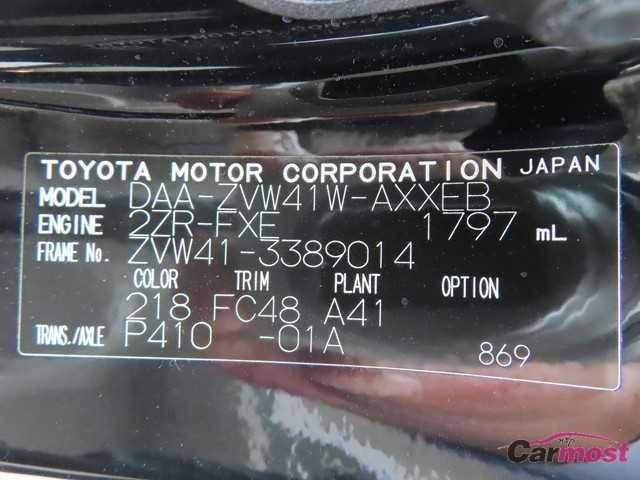 TOYOTA MOTOR CORPORATION JAPAN
MODEL DAA-ZVW41W-AXXEB
ENGINE 2ZR-FXE 1797 mL
FRAME No. ZVW41-3389014
COLOR TRIM PLANT OPTION
218 FC48 A41
TRANS./AXLE P410 -01A
869
Carmost